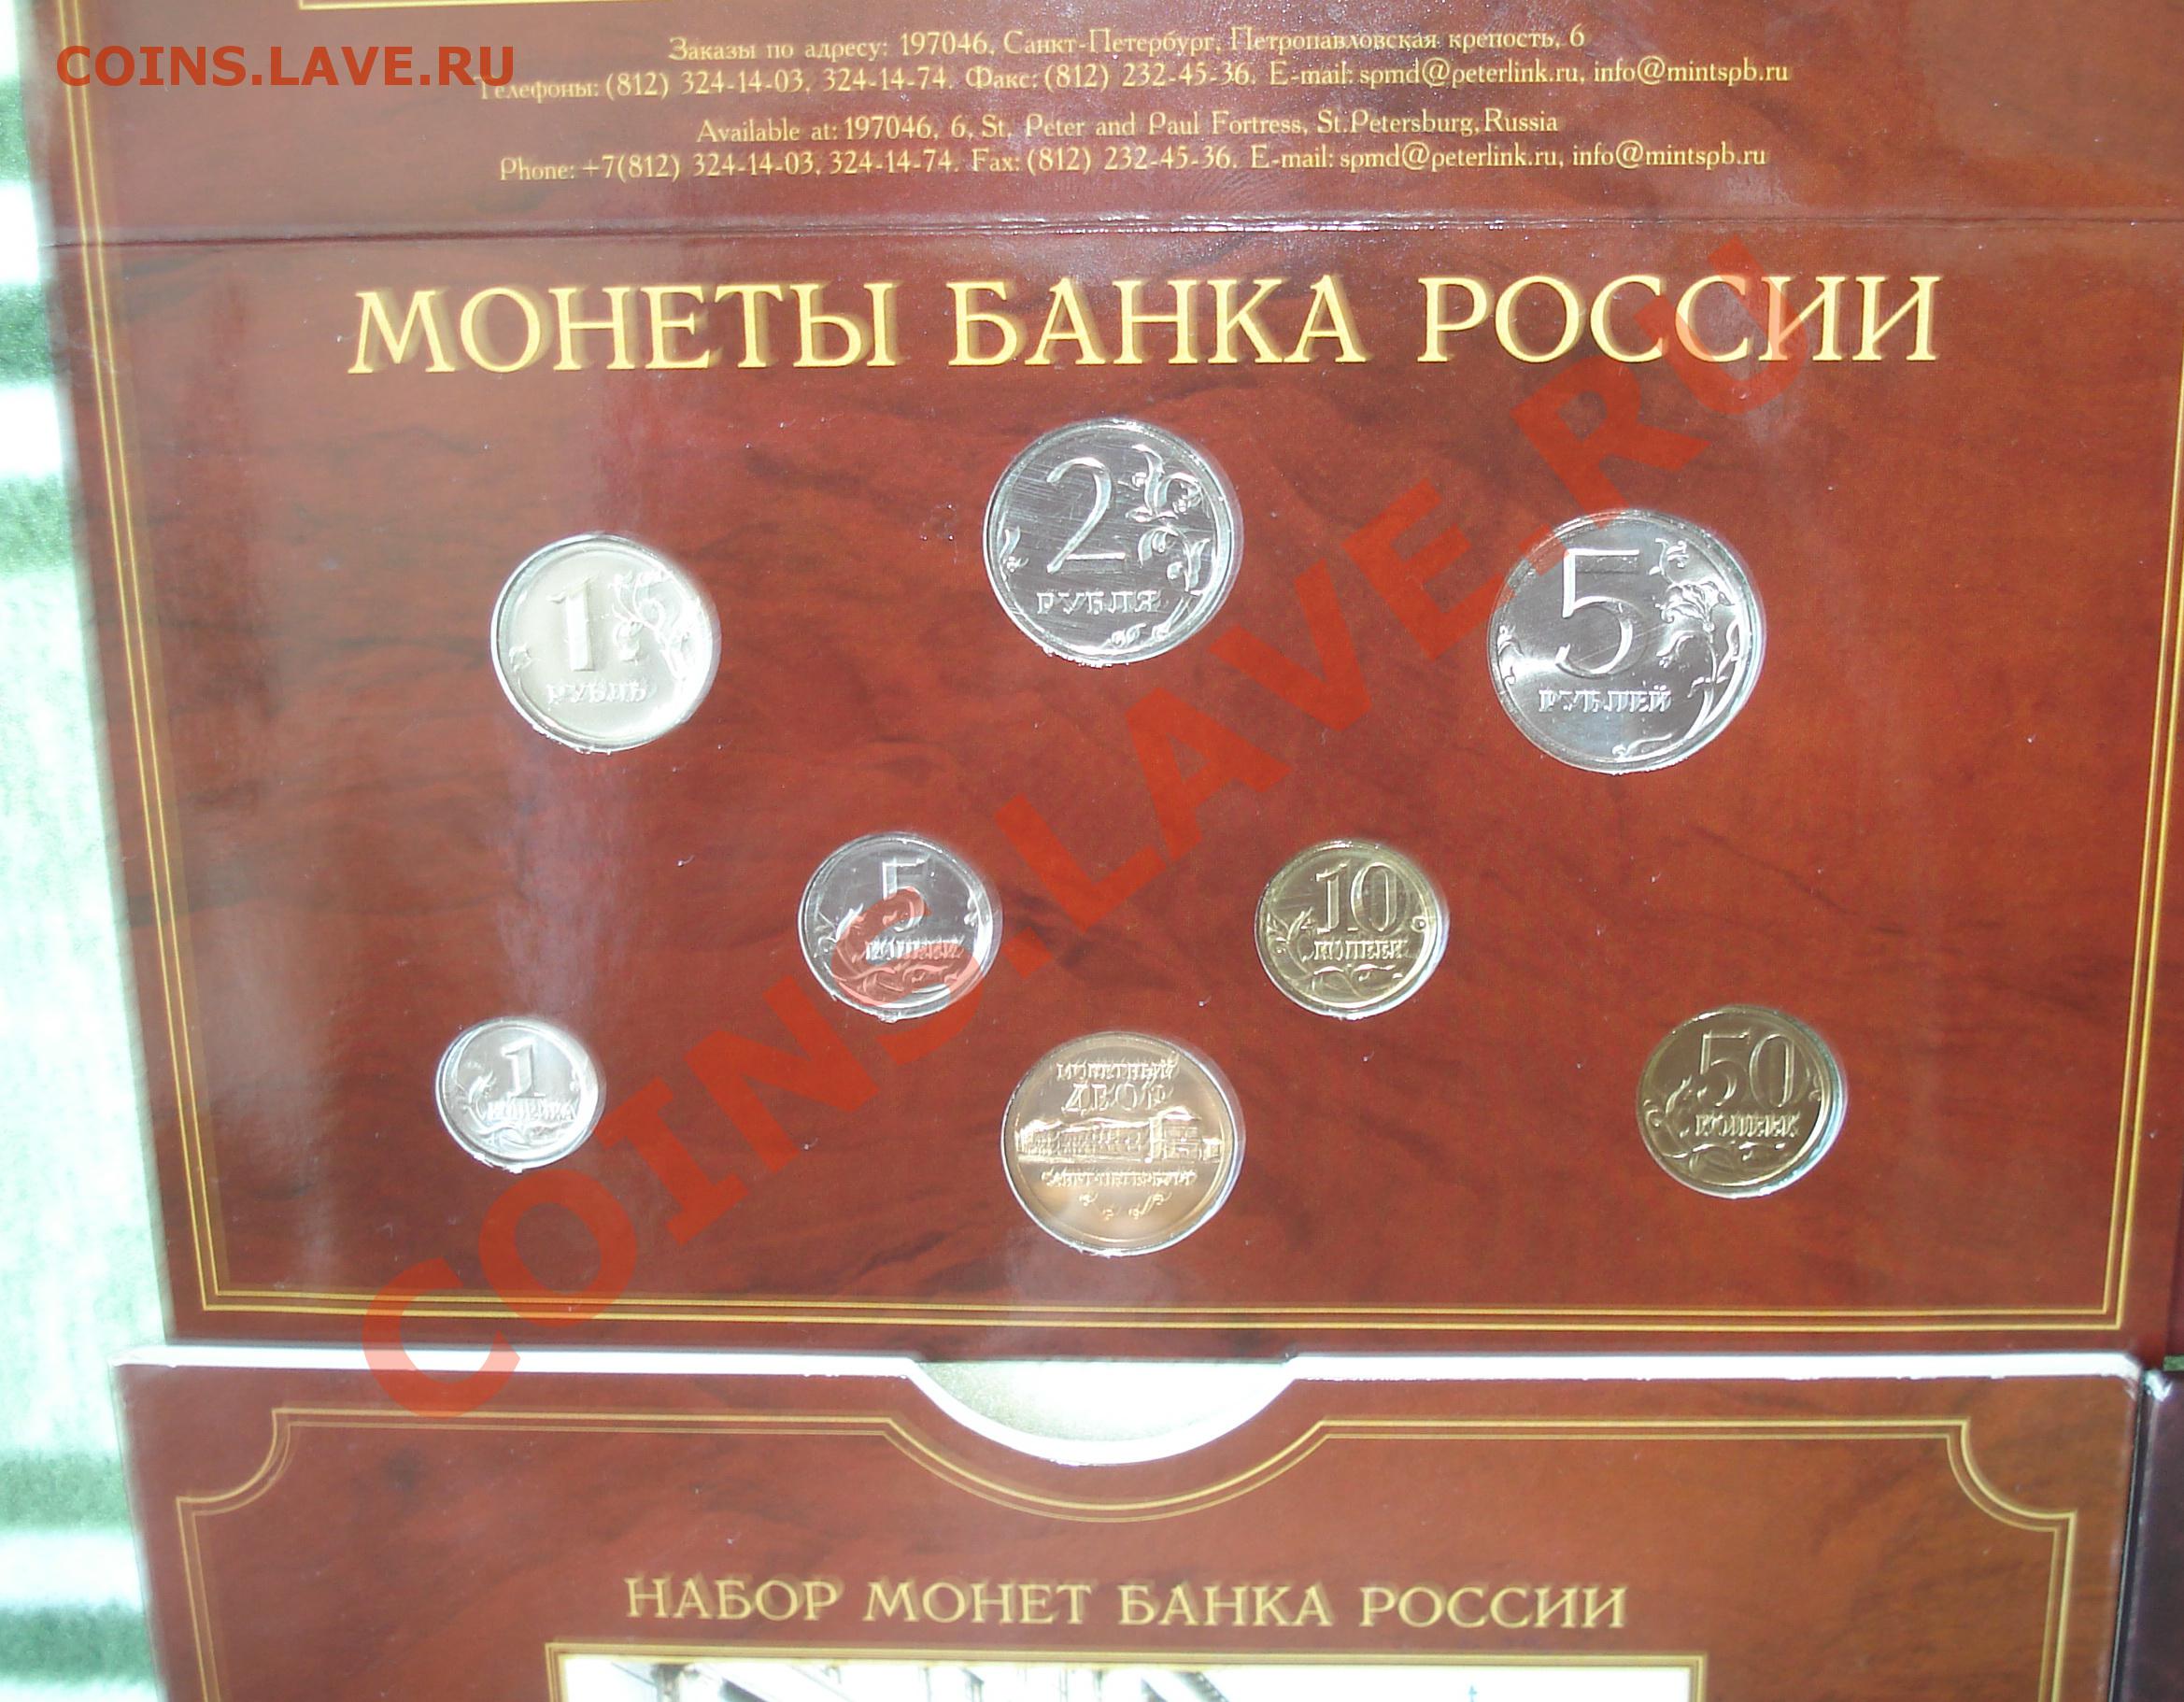 COINS.LAVE.RU
Заказы по адресу: 197046, Санкт-Петербург, Петропавловская крепость, 6
Телефоны: (812) 324-14-03, 324-14-74. Факс: (812) 232-45-36. E-mail: spmd@peterlink.ru, info@mintspb.ru
Available at: 197046, 6, St. Peter and Paul Fortress, St.Petersburg, Russia
Phone: +7(812) 324-14-03, 324-14-74. Fax: (812) 232-45-36. E-mail: spmd@peterlink.ru, info@mintspb.ru
МОНЕТЫ БАНКА РОССИИ
1
РУБЛЬ
2
РУБЛЯ
5
РУБЛЕЙ
5
КОПЕЕК
10
КОПЕЕК
1
КОПЕЙКА
МОНЕТНЫЙ
ДВОР
САНКТ-ПЕТЕРБУРГ
50
КОПЕЕК
COINS.LAVE.RU
НАБОР МОНЕТ БАНКА РОССИИ